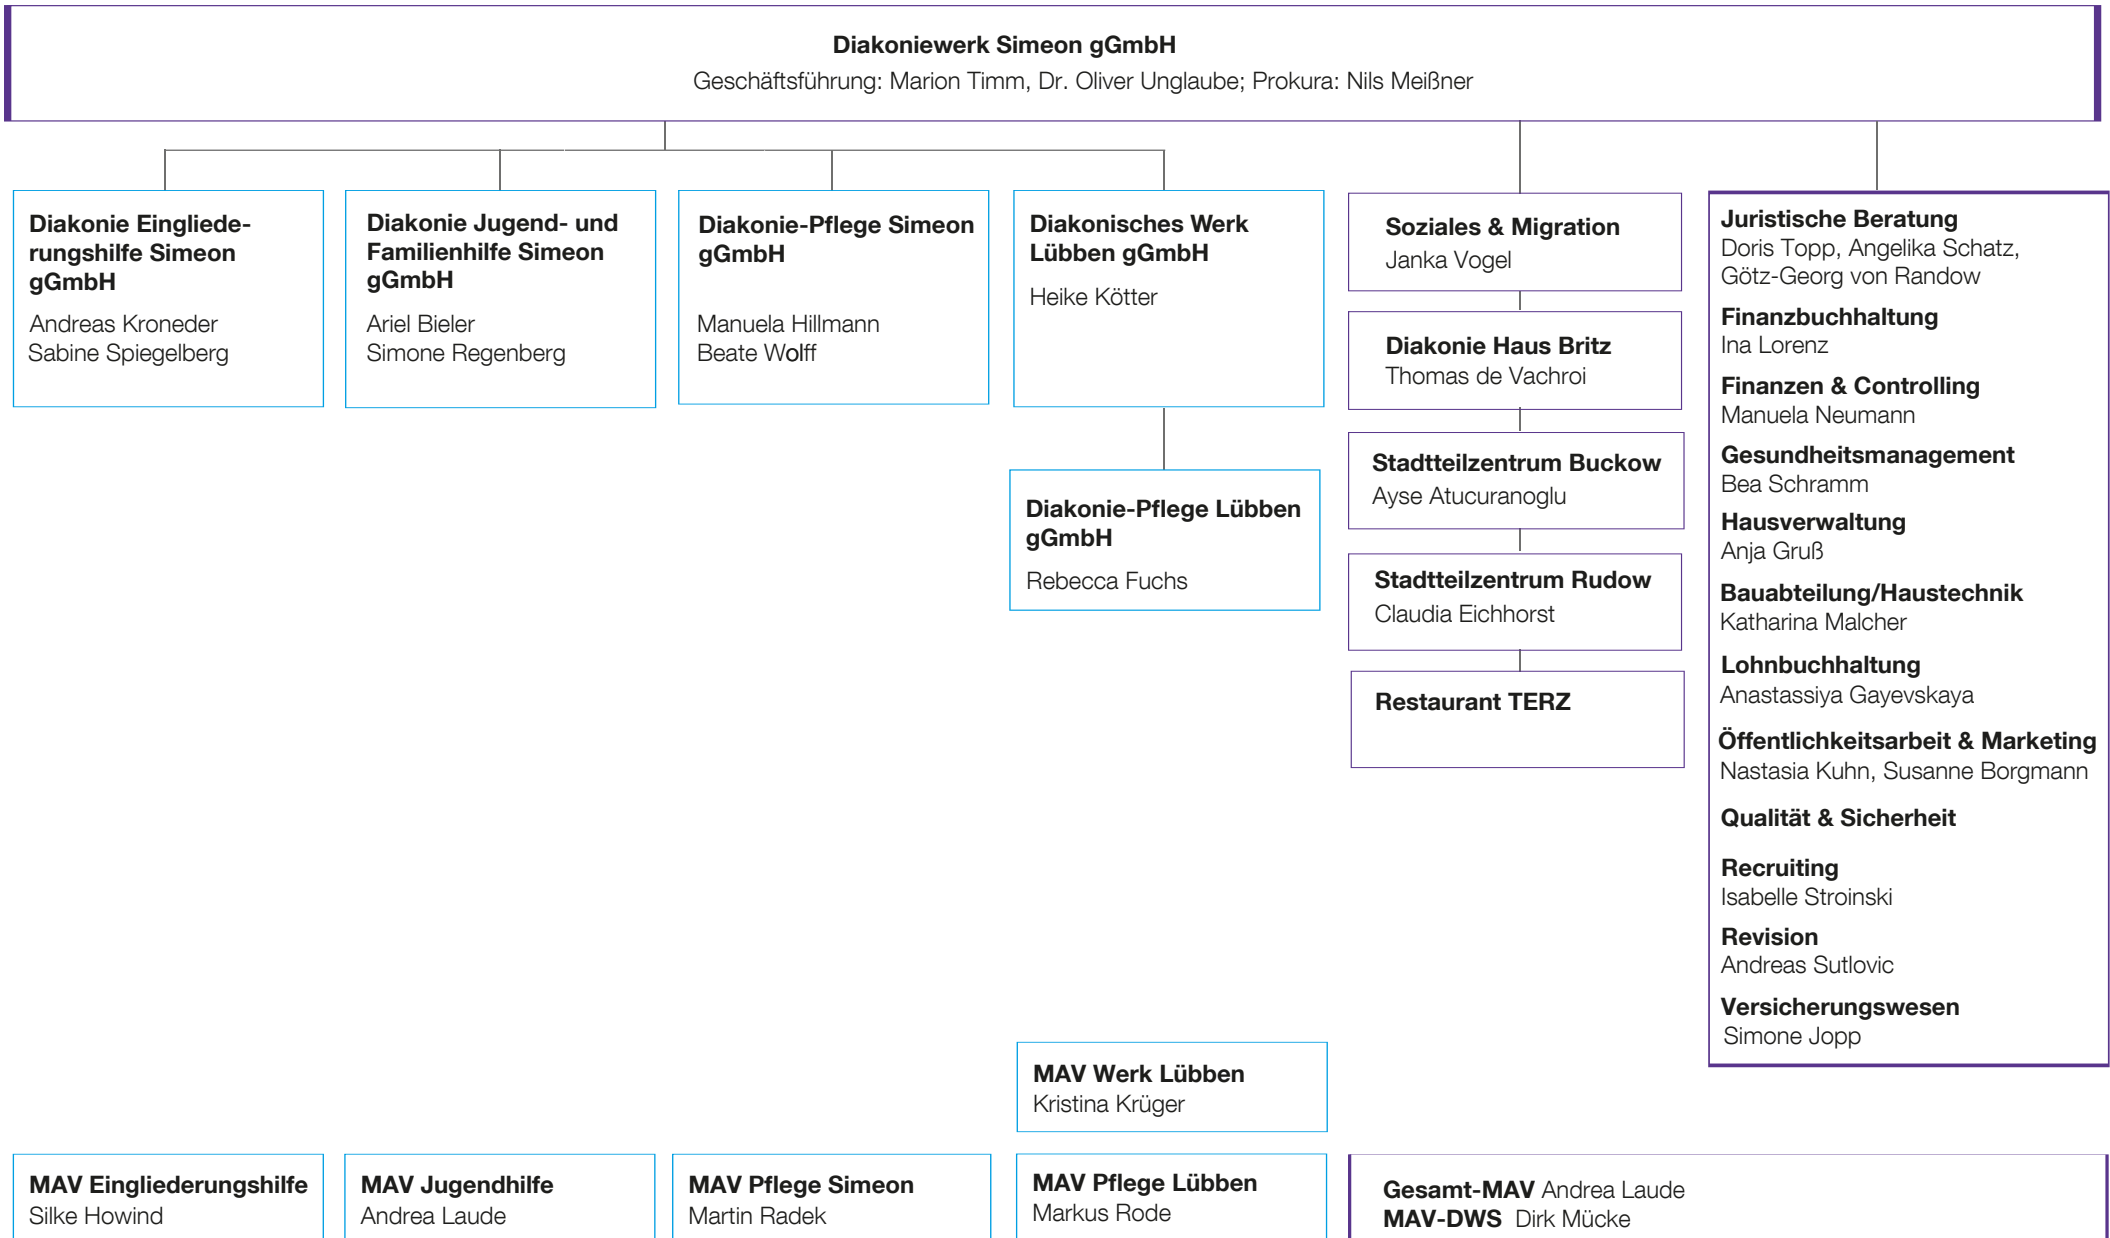 Diakoniewerk Simeon gGmbH
Geschäftsführung: Marion Timm, Dr. Oliver Unglaube; Prokura: Nils Meißner
Diakonie Eingliede-
rungshilfe Simeon
gGmbH
Andreas Kroneder
Sabine Spiegelberg
Diakonie Jugend- und
Familienhilfe Simeon
gGmbH
Ariel Bieler
Simone Regenberg
Diakonie-Pflege Simeon
gGmbH
Manuela Hillmann
Beate Wolff
Diakonisches Werk
Lübben gGmbH
Heike Kötter
Diakonie-Pflege Lübben
gGmbH
Rebecca Fuchs
Soziales & Migration
Janka Vogel
Diakonie Haus Britz
Thomas de Vachroi
Stadtteilzentrum Buckow
Ayse Atucuranoglu
Stadtteilzentrum Rudow
Claudia Eichhorst
Restaurant TERZ
Juristische Beratung
Doris Topp, Angelika Schatz,
Götz-Georg von Randow
Finanzbuchhaltung
Ina Lorenz
Finanzen & Controlling
Manuela Neumann
Gesundheitsmanagement
Bea Schramm
Hausverwaltung
Anja Gruß
Bauabteilung/Haustechnik
Katharina Malcher
Lohnbuchhaltung
Anastassiya Gayevskaya
Öffentlichkeitsarbeit & Marketing
Nastasia Kuhn, Susanne Borgmann
Qualität & Sicherheit
Recruiting
Isabelle Stroinski
Revision
Andreas Sutlovic
Versicherungswesen
Simone Jopp
MAV Werk Lübben
Kristina Krüger
MAV Eingliederungshilfe
Silke Howind
MAV Jugendhilfe
Andrea Laude
MAV Pflege Simeon
Martin Radek
MAV Pflege Lübben
Markus Rode
Gesamt-MAV Andrea Laude
MAV-DWS Dirk Mücke